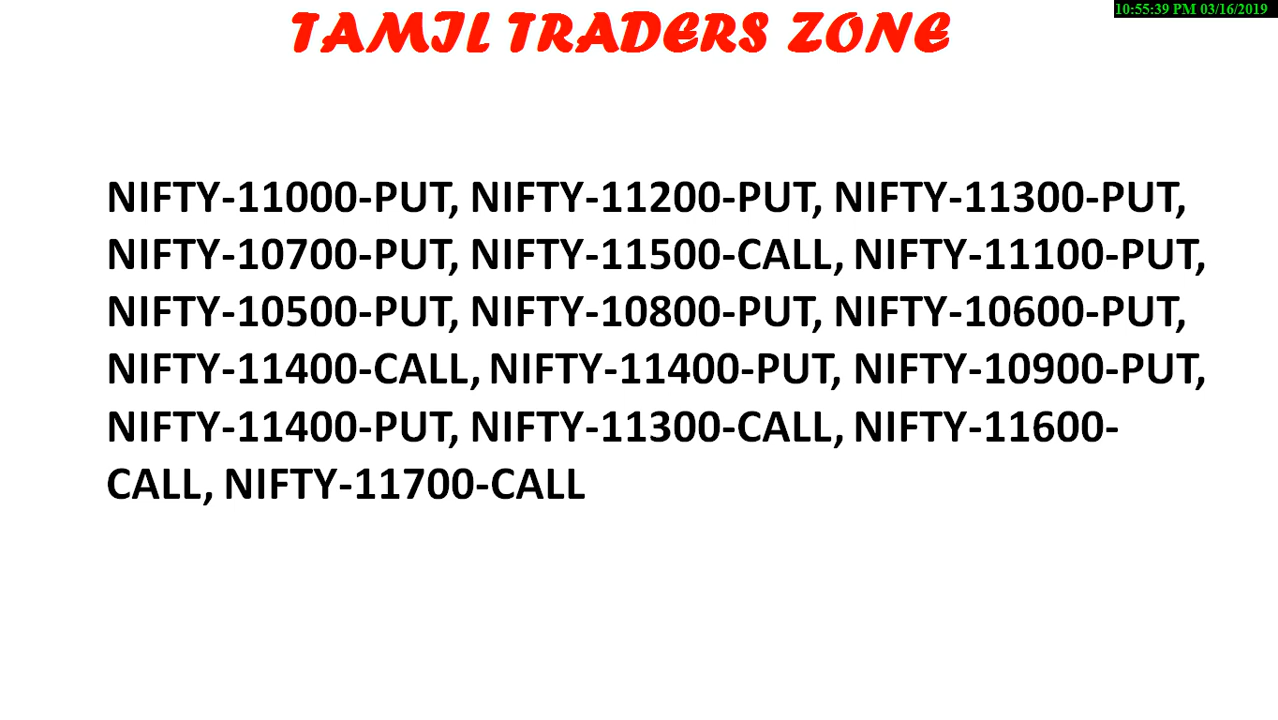 TAMIL TRADERS ZONE
10:55:39 PM 03/16/2019
NIFTY-11000-PUT, NIFTY-11200-PUT, NIFTY-11300-PUT,
NIFTY-10700-PUT, NIFTY-11500-CALL, NIFTY-11100-PUT,
NIFTY-10500-PUT, NIFTY-10800-PUT, NIFTY-10600-PUT,
NIFTY-11400-CALL, NIFTY-11400-PUT, NIFTY-10900-PUT,
NIFTY-11400-PUT, NIFTY-11300-CALL, NIFTY-11600-
CALL, NIFTY-11700-CALL